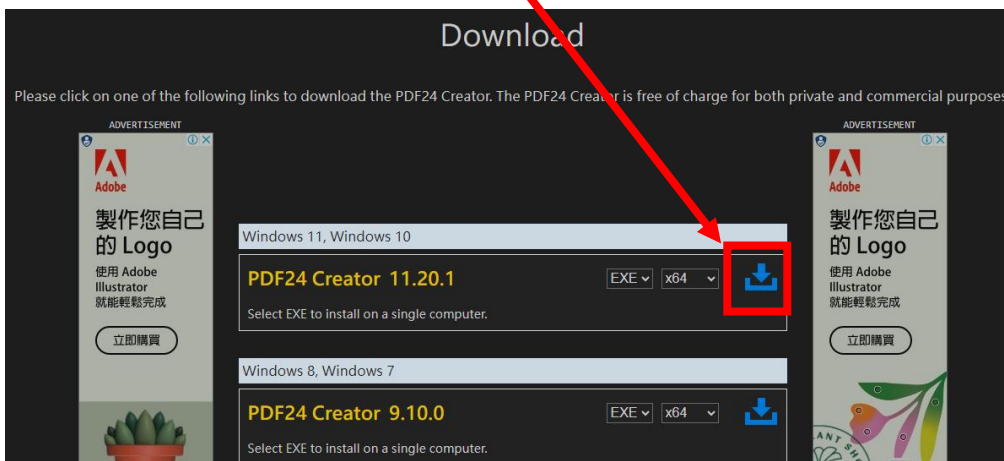 Download
Please click on one of the following links to download the PDF24 Creator. The PDF24 Creator is free of charge for both private and commercial purposes
ADVERTISEMENT
Adobe
製作您自己
的 Logo
使用 Adobe
Illustrator
就能輕鬆完成
立即購買
Windows 11, Windows 10
PDF24 Creator 11.20.1
EXE
x64
Select EXE to install on a single computer.
Windows 8, Windows 7
PDF24 Creator 9.10.0
EXE
x64
Select EXE to install on a single computer.
ADVERTISEMENT
Adobe
製作您自己
的 Logo
使用 Adobe
Illustrator
就能輕鬆完成
立即購買